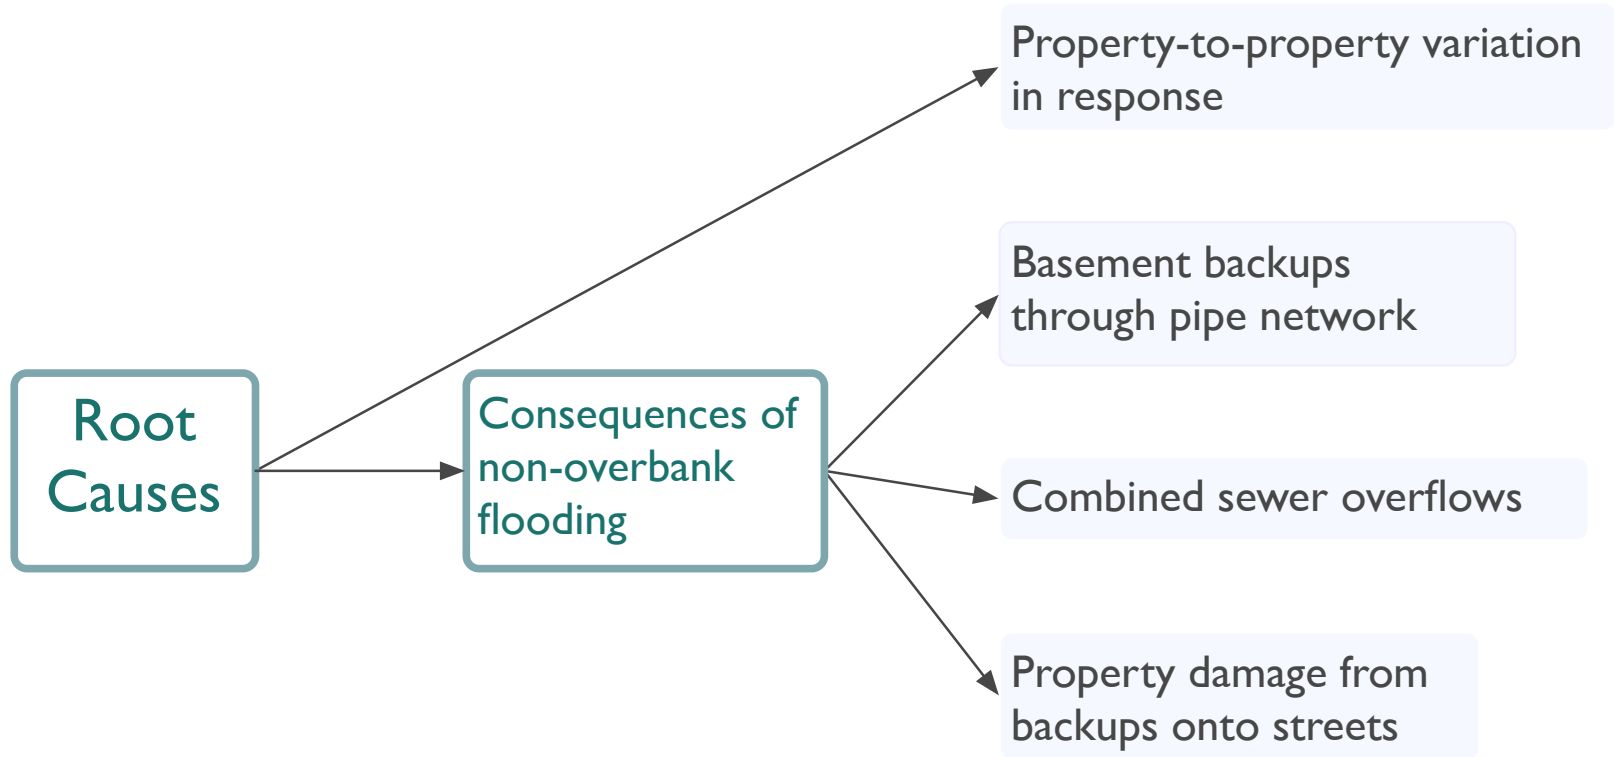 Property-to-property variation
in response
Basement backups
through pipe network
Root
Causes
Consequences of
non-overbank
flooding
Combined sewer overflows
Property damage from
backups onto streets